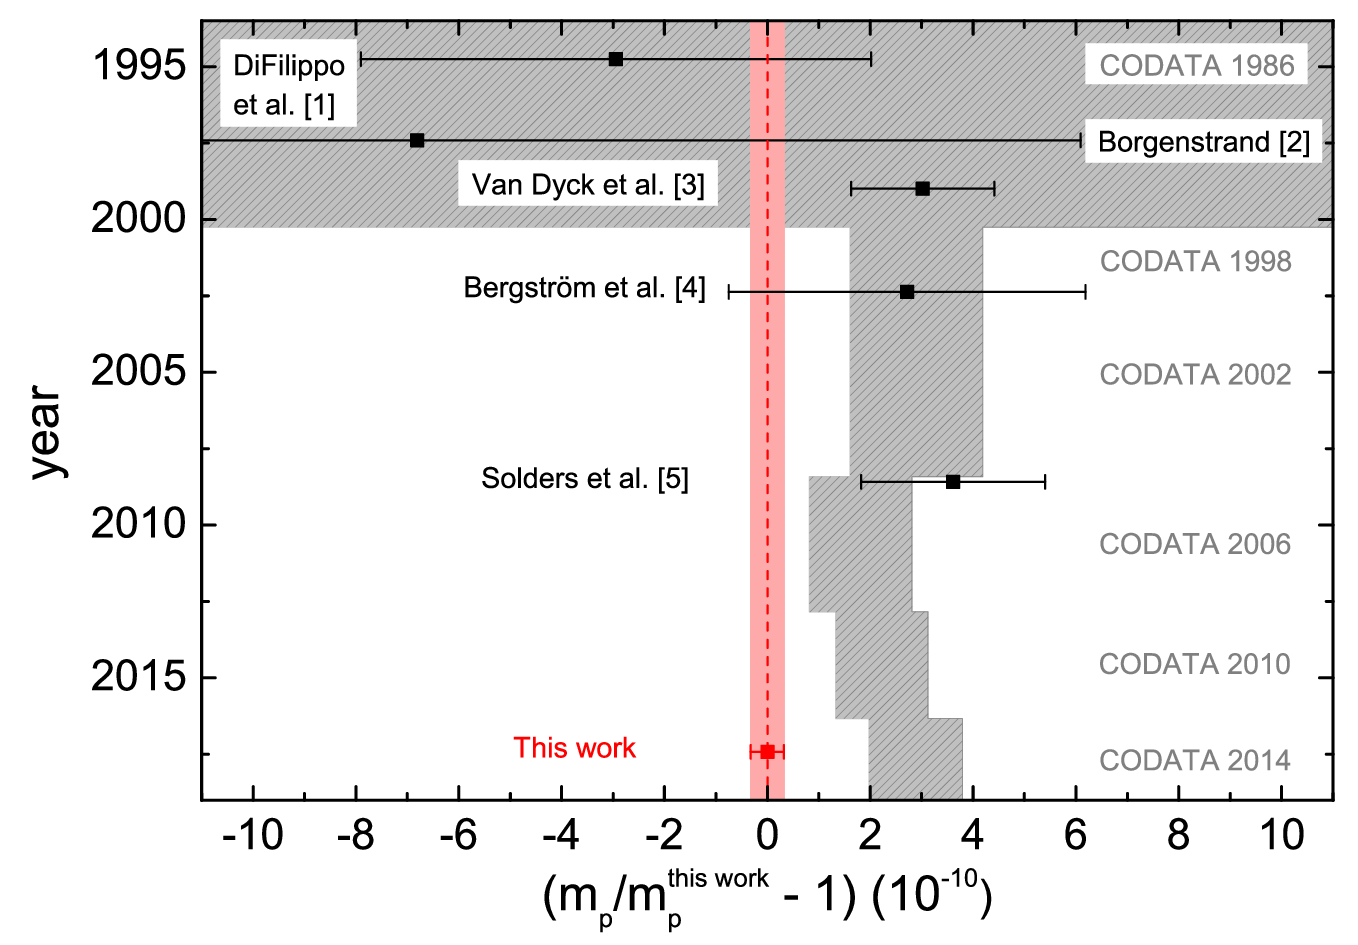 1995
2000
2005
2010
2015
year
DiFilippo
et al. [1]
CODATA 1986
Borgenstrand [2]
Van Dyck et al. [3]
CODATA 1998
Bergström et al. [4]
CODATA 2002
Solders et al. [5]
CODATA 2006
CODATA 2010
This work
CODATA 2014
-10 -8 -6 -4 -2 0 2 4 6 8 10
(m_p/m_p^this work - 1) (10^-10)